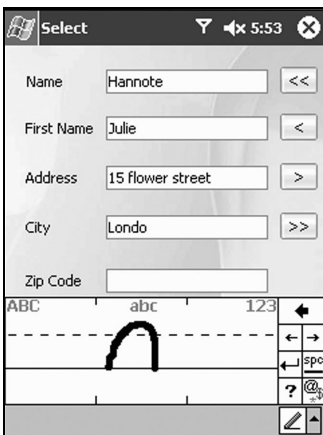 Select 5:53
Name Hannote <<
First Name Julie <
Address 15 flower street >
City Londo >>
Zip Code
ABC abc 123
spc
? @